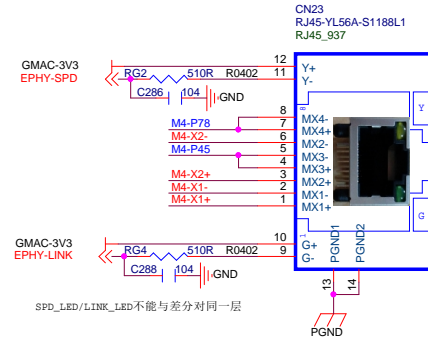 CN23
RJ45-YL56A-S1188L1
RJ45_937
GMAC-3V3
12
Y+
EPHY-SPD
RG2
510R
R0402
11
Y-
C286
104
GND
8
MX4-
M4-P78
7
MX4+
M4-X2-
6
MX2-
M4-P45
5
MX3-
4
MX3+
M4-X2+
3
MX2+
M4-X1-
2
MX1-
M4-X1+
1
MX1+
8
1
Y
G
GMAC-3V3
10
G+
EPHY-LINK
RG4
510R
R0402
9
G-
C288
104
GND
PGND1
PGND2
13
14
SPD_LED/LINK_LED不能与差分对同一层
PGND